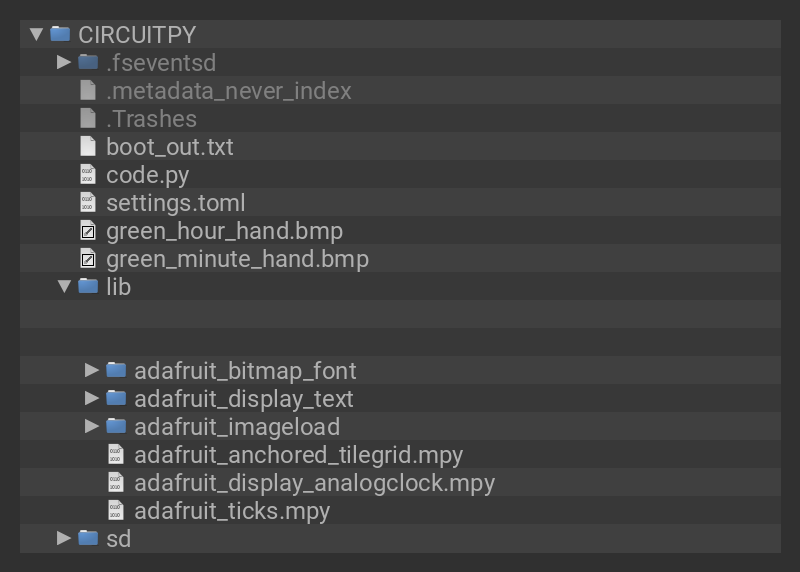 CIRCUITPY
.fseventsd
.metadata_never_index
.Trashes
boot_out.txt
code.py
settings.toml
green_hour_hand.bmp
green_minute_hand.bmp
lib
adafruit_bitmap_font
adafruit_display_text
adafruit_imageload
adafruit_anchored_tilegrid.mpy
adafruit_display_analogclock.mpy
adafruit_ticks.mpy
sd